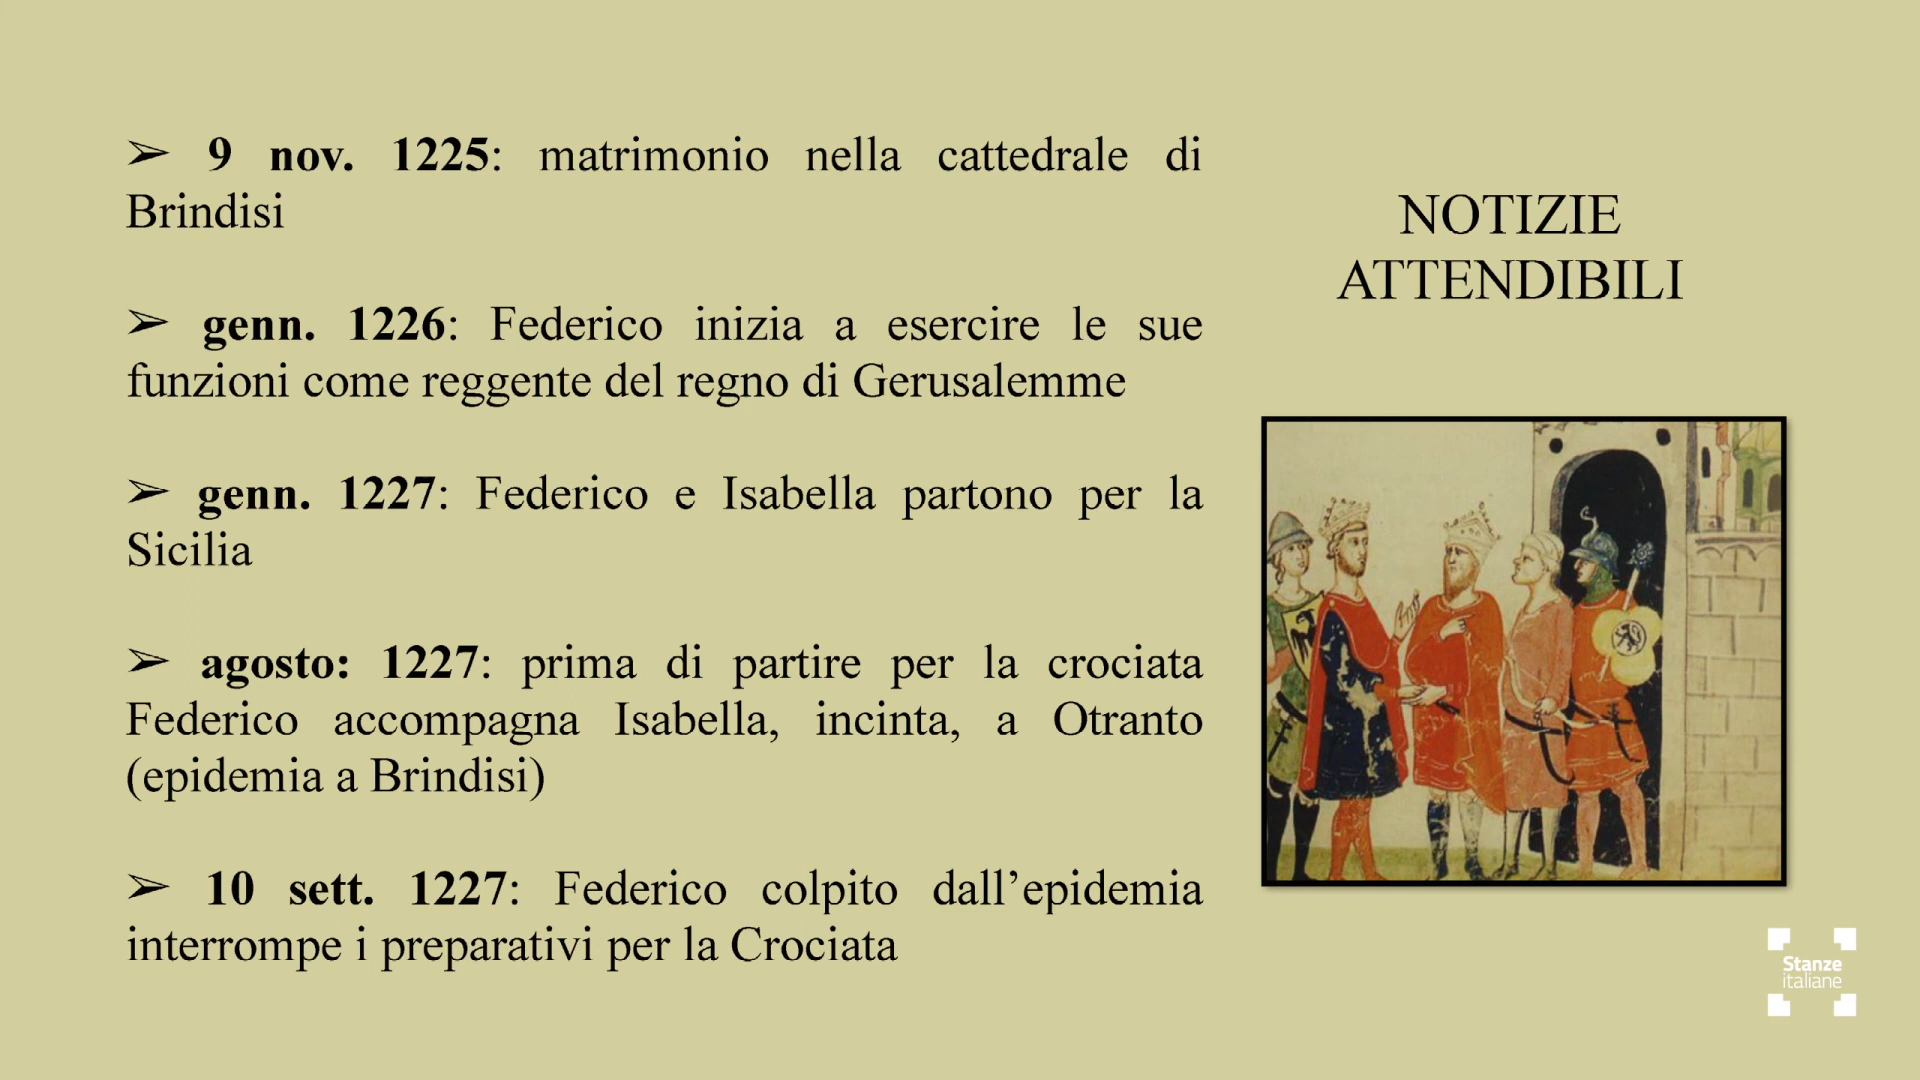 ➢ 9 nov. 1225: matrimonio nella cattedrale di
Brindisi
➢ genn. 1226: Federico inizia a esercire le sue
funzioni come reggente del regno di Gerusalemme
➢ genn. 1227: Federico e Isabella partono per la
Sicilia
➢ agosto: 1227: prima di partire per la crociata
Federico accompagna Isabella, incinta, a Otranto
(epidemia a Brindisi)
➢ 10 sett. 1227: Federico colpito dall’epidemia
interrompe i preparativi per la Crociata
NOTIZIE
ATTENDIBILI
Stanze
italiane